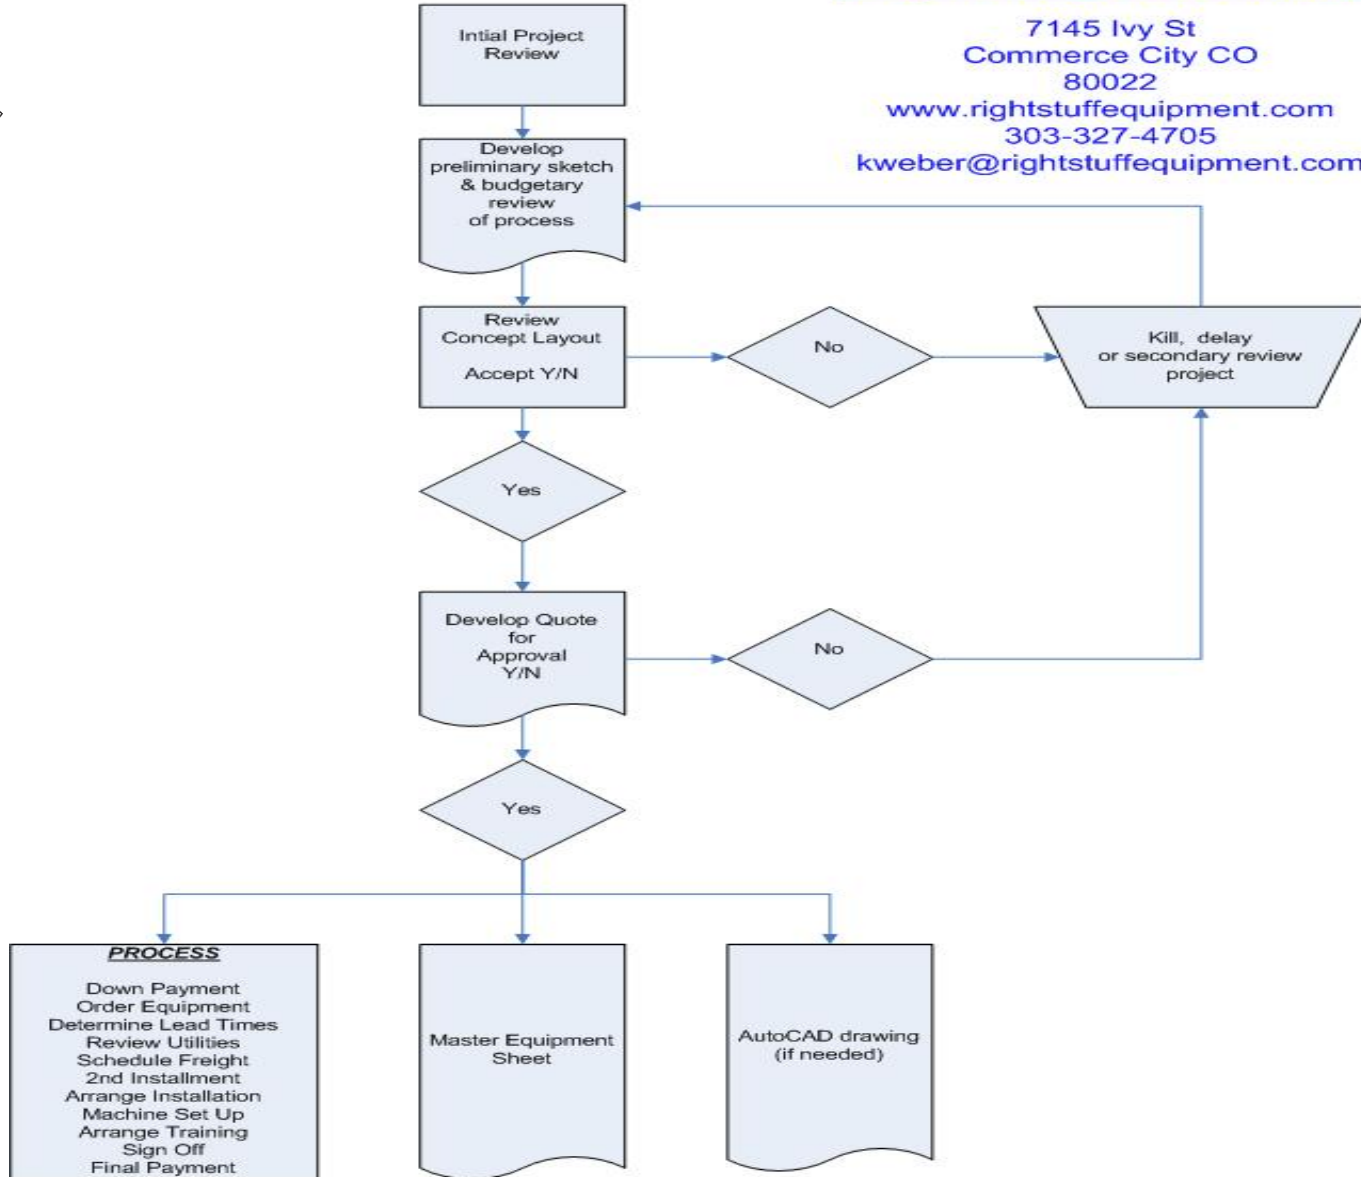 Intial Project
Review
7145 Ivy St
Commerce City CO
80022
www.rightstuffequipment.com
303-327-4705
kweber@rightstuffequipment.com
Develop
preliminary sketch
& budgetary
review
of process
Review
Concept Layout
Accept Y/N
No
Kill, delay
or secondary review
project
Yes
Develop Quote
for
Approval
Y/N
No
Yes
PROCESS
Down Payment
Order Equipment
Determine Lead Times
Review Utilities
Schedule Freight
2nd Installment
Arrange Installation
Machine Set Up
Arrange Training
Sign Off
Final Payment
Master Equipment
Sheet
AutoCAD drawing
(if needed)